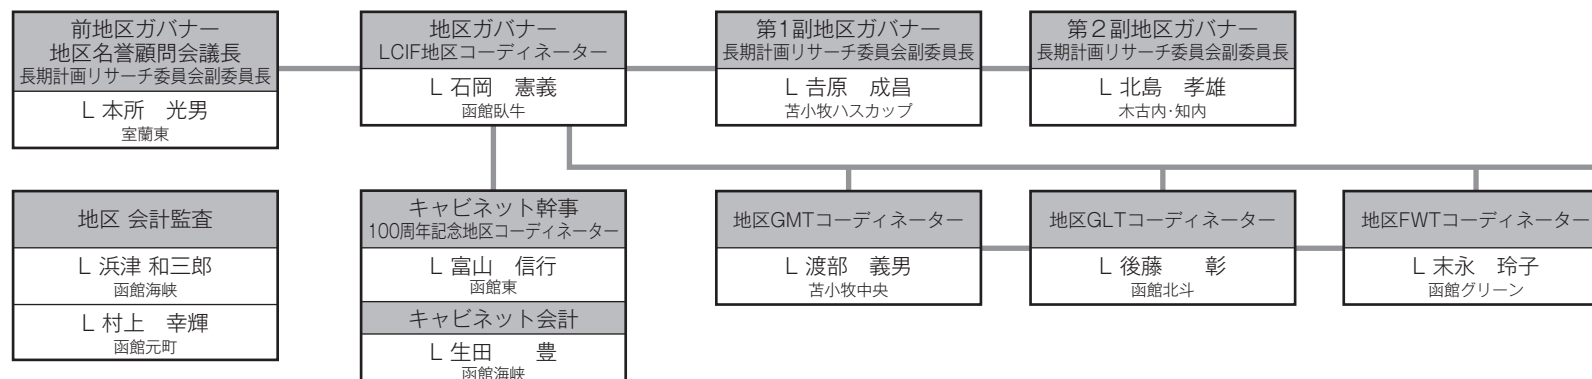 前地区ガバナー
地区名誉顧問会議長
長期計画リサーチ委員会副委員長
L 本所　光男
室蘭東
地区ガバナー
LCIF地区コーディネーター
L 石岡　憲義
函館臥牛
第1副地区ガバナー
長期計画リサーチ委員会副委員長
L 𠮷原　成昌
苫小牧ハスカップ
第２副地区ガバナー
長期計画リサーチ委員会副委員長
L 北島　孝雄
木古内・知内
地区 会計監査
L 浜津 和三郎
函館海峡
L 村上　幸輝
函館元町
キャビネット幹事
100周年記念地区コーディネーター
L 富山　信行
函館東
キャビネット会計
L 生田　　豊
函館海峡
地区GMTコーディネーター
L 渡部　義男
苫小牧中央
地区GLTコーディネーター
L 後藤　　彰
函館北斗
地区FWTコーディネーター
L 末永　玲子
函館グリーン